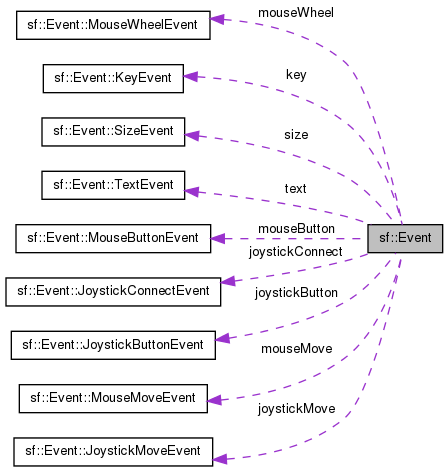 sf::Event::MouseWheelEvent
mouseWheel
sf::Event::KeyEvent
key
sf::Event::SizeEvent
size
sf::Event::TextEvent
text
sf::Event::MouseButtonEvent
mouseButton
sf::Event
joystickConnect
sf::Event::JoystickConnectEvent
joystickButton
sf::Event::JoystickButtonEvent
mouseMove
sf::Event::MouseMoveEvent
joystickMove
sf::Event::JoystickMoveEvent